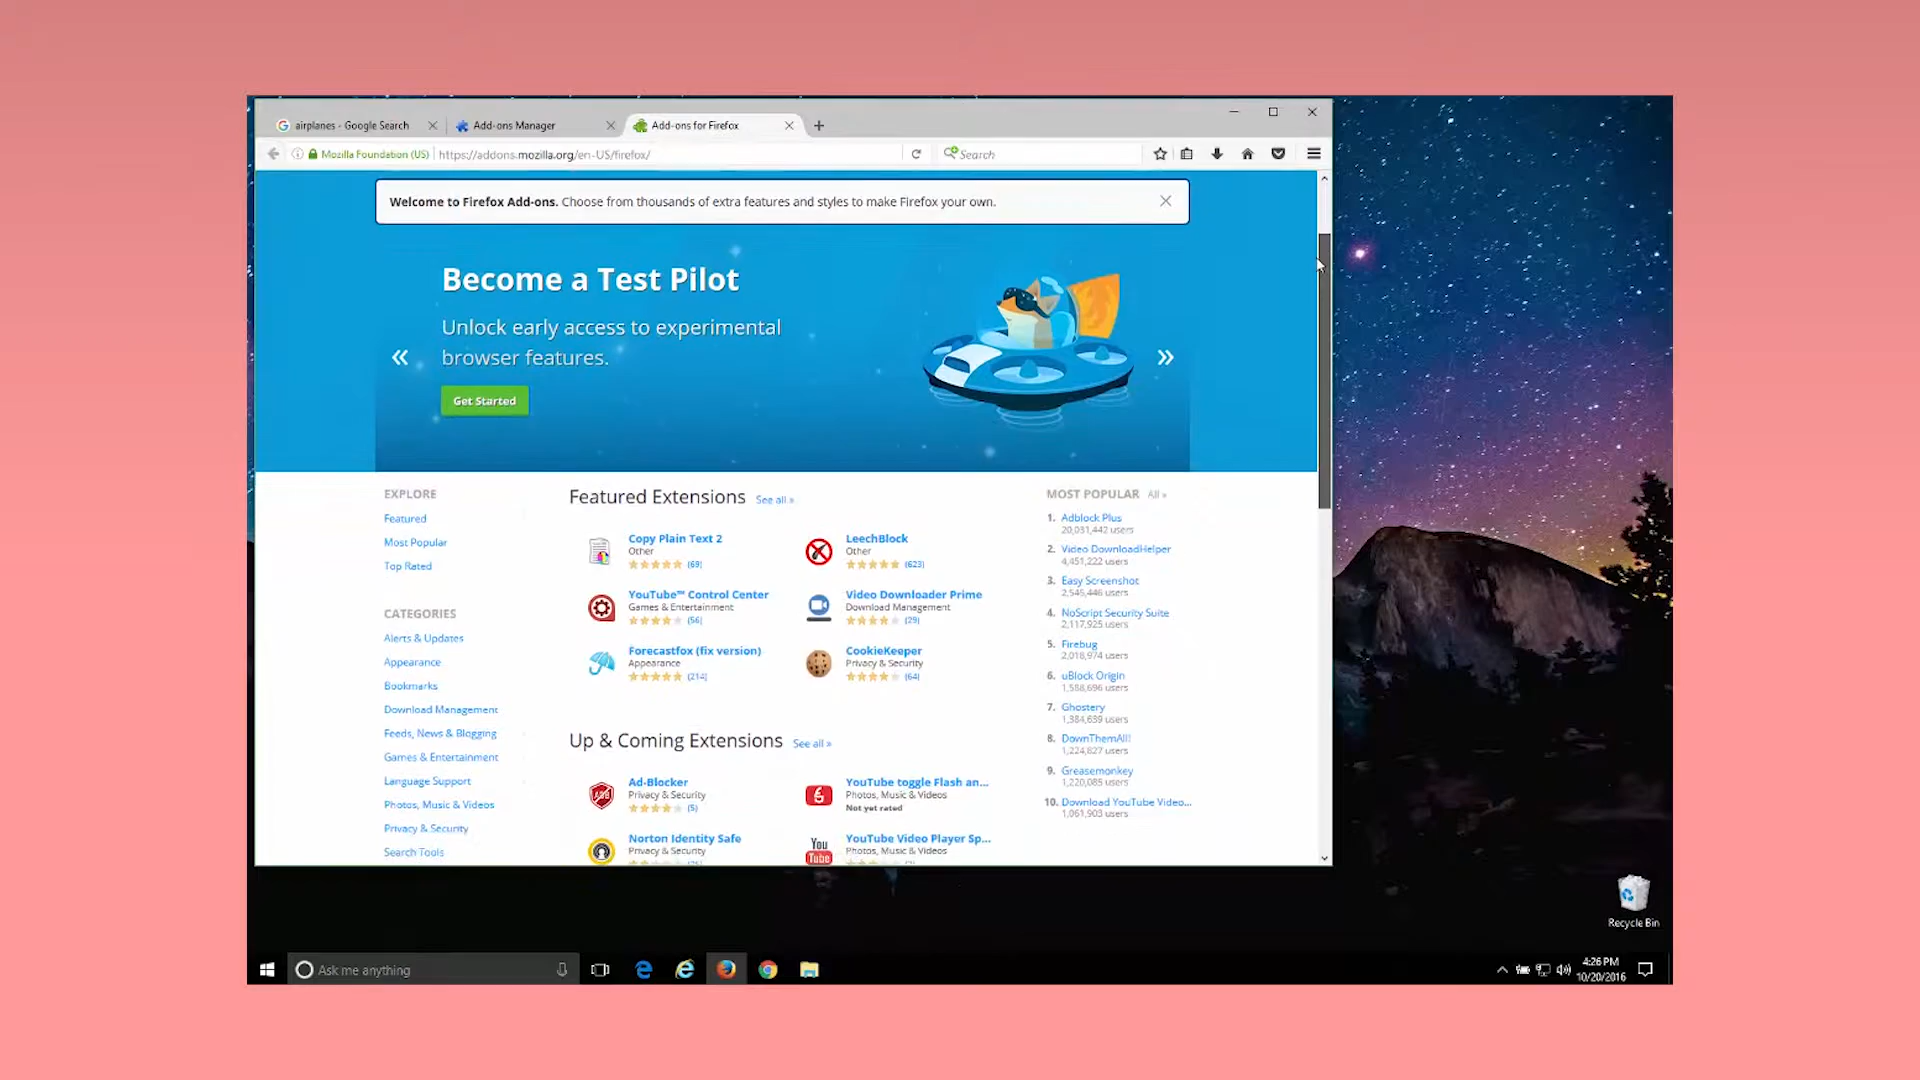 airplanes - Google Search
Add-ons Manager
Add-ons for Firefox
Mozilla Foundation (US)
https://addons.mozilla.org/en-US/firefox/
Search
Welcome to Firefox Add-ons. Choose from thousands of extra features and styles to make Firefox your own.
Become a Test Pilot
Unlock early access to experimental
browser features.
Get Started
EXPLORE
Featured
Most Popular
Top Rated
CATEGORIES
Alerts & Updates
Appearance
Bookmarks
Download Management
Feeds, News & Blogging
Games & Entertainment
Language Support
Photos, Music & Videos
Privacy & Security
Search Tools
Featured Extensions See all »
Copy Plain Text 2
Other
(69)
LeechBlock
Other
(623)
YouTube™ Control Center
Games & Entertainment
(56)
Video Downloader Prime
Download Management
(29)
Forecastfox (fix version)
Appearance
(214)
CookieKeeper
Privacy & Security
(64)
Up & Coming Extensions See all »
Ad-Blocker
Privacy & Security
(5)
YouTube toggle Flash an...
Photos, Music & Videos
Not yet rated
Norton Identity Safe
Privacy & Security
You
Tube
YouTube Video Player Sp...
Photos, Music & Videos
MOST POPULAR All »
1. Adblock Plus
20,031,442 users
2. Video DownloadHelper
4,451,222 users
3. Easy Screenshot
2,545,446 users
4. NoScript Security Suite
2,117,925 users
5. Firebug
2,018,974 users
6. uBlock Origin
1,588,696 users
7. Ghostery
1,384,639 users
8. DownThemAll!
1,224,827 users
9. Greasemonkey
1,220,085 users
10. Download YouTube Video...
1,061,903 users
Recycle Bin
Ask me anything
4:26 PM
10/20/2016